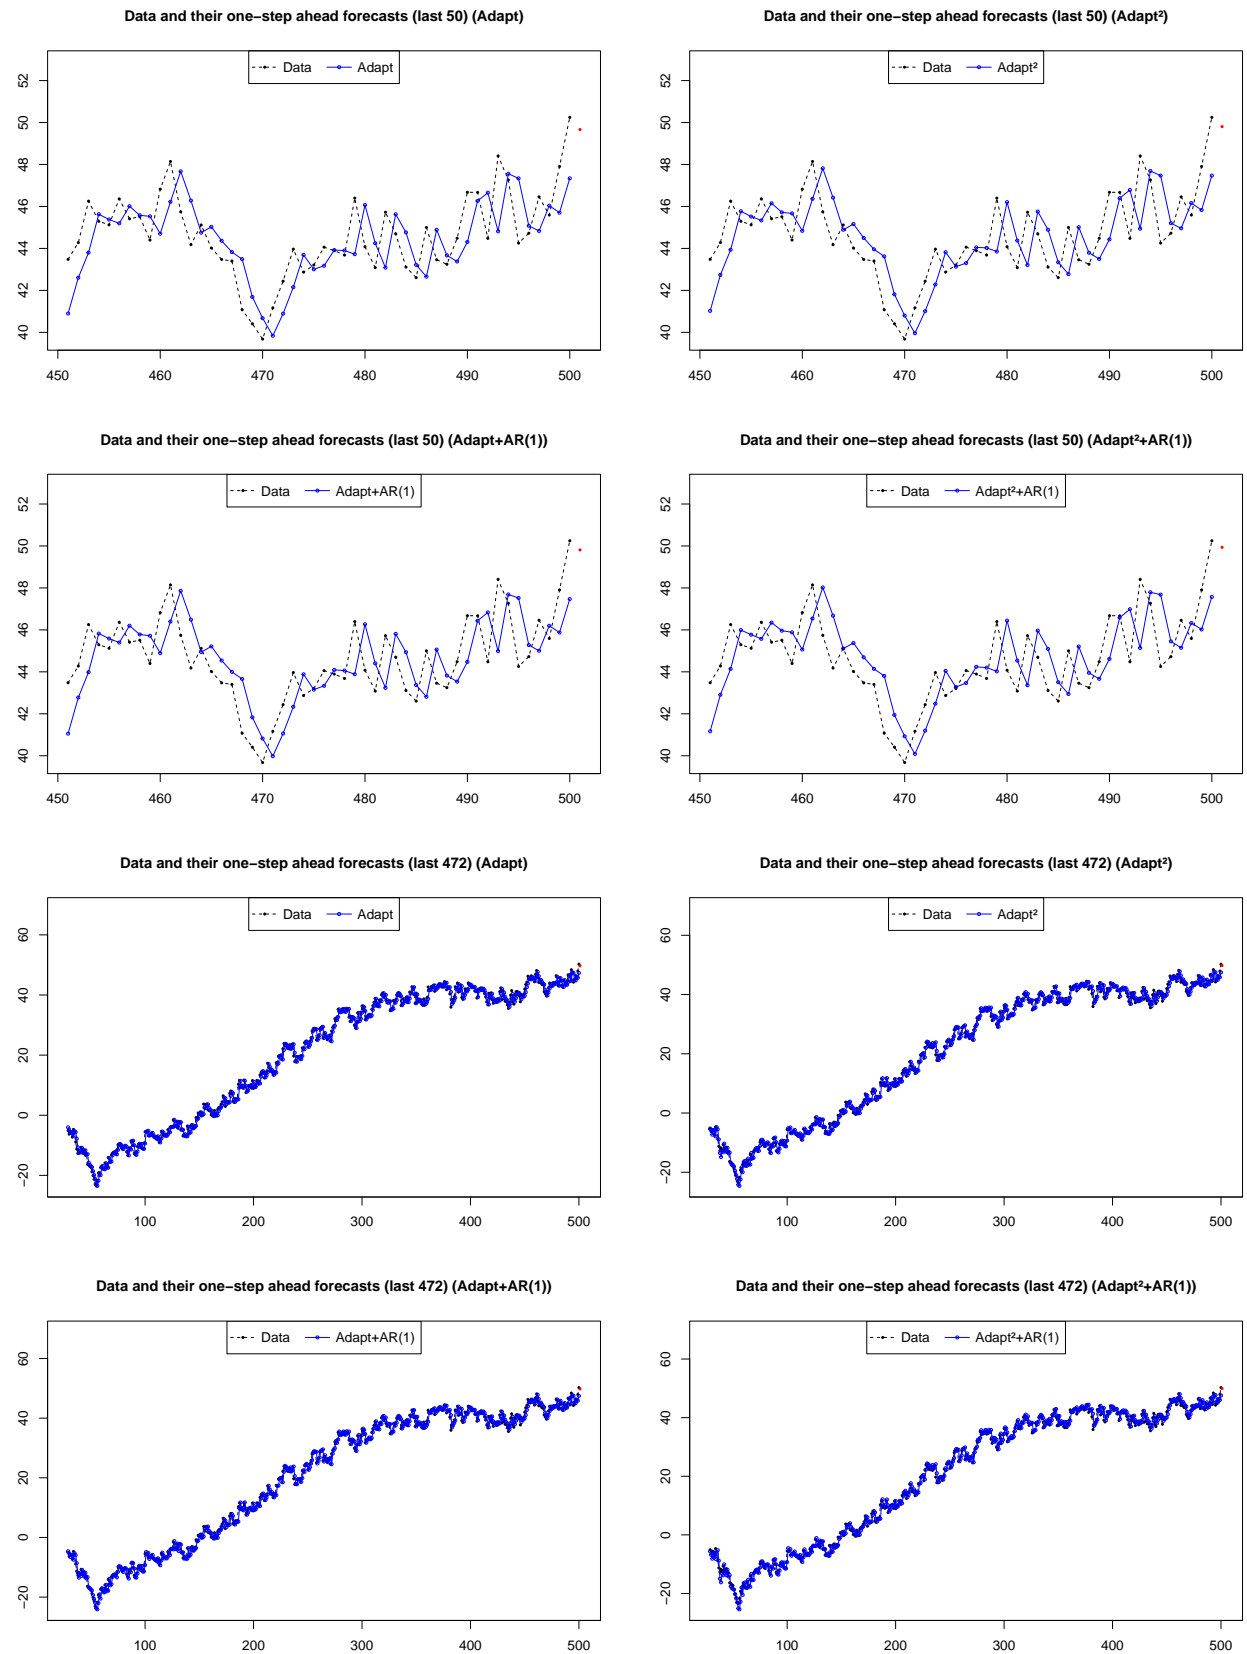 Data and their one−step ahead forecasts (last 50) (Adapt)
Data Adapt
52
50
48
46
44
42
40
450 460 470 480 490 500
Data and their one−step ahead forecasts (last 50) (Adapt²)
Data Adapt²
52
50
48
46
44
42
40
450 460 470 480 490 500
Data and their one−step ahead forecasts (last 50) (Adapt+AR(1))
Data Adapt+AR(1)
52
50
48
46
44
42
40
450 460 470 480 490 500
Data and their one−step ahead forecasts (last 50) (Adapt²+AR(1))
Data Adapt²+AR(1)
52
50
48
46
44
42
40
450 460 470 480 490 500
Data and their one−step ahead forecasts (last 472) (Adapt)
Data Adapt
60
40
20
0
−20
100 200 300 400 500
Data and their one−step ahead forecasts (last 472) (Adapt²)
Data Adapt²
60
40
20
0
−20
100 200 300 400 500
Data and their one−step ahead forecasts (last 472) (Adapt+AR(1))
Data Adapt+AR(1)
60
40
20
0
−20
100 200 300 400 500
Data and their one−step ahead forecasts (last 472) (Adapt²+AR(1))
Data Adapt²+AR(1)
60
40
20
0
−20
100 200 300 400 500